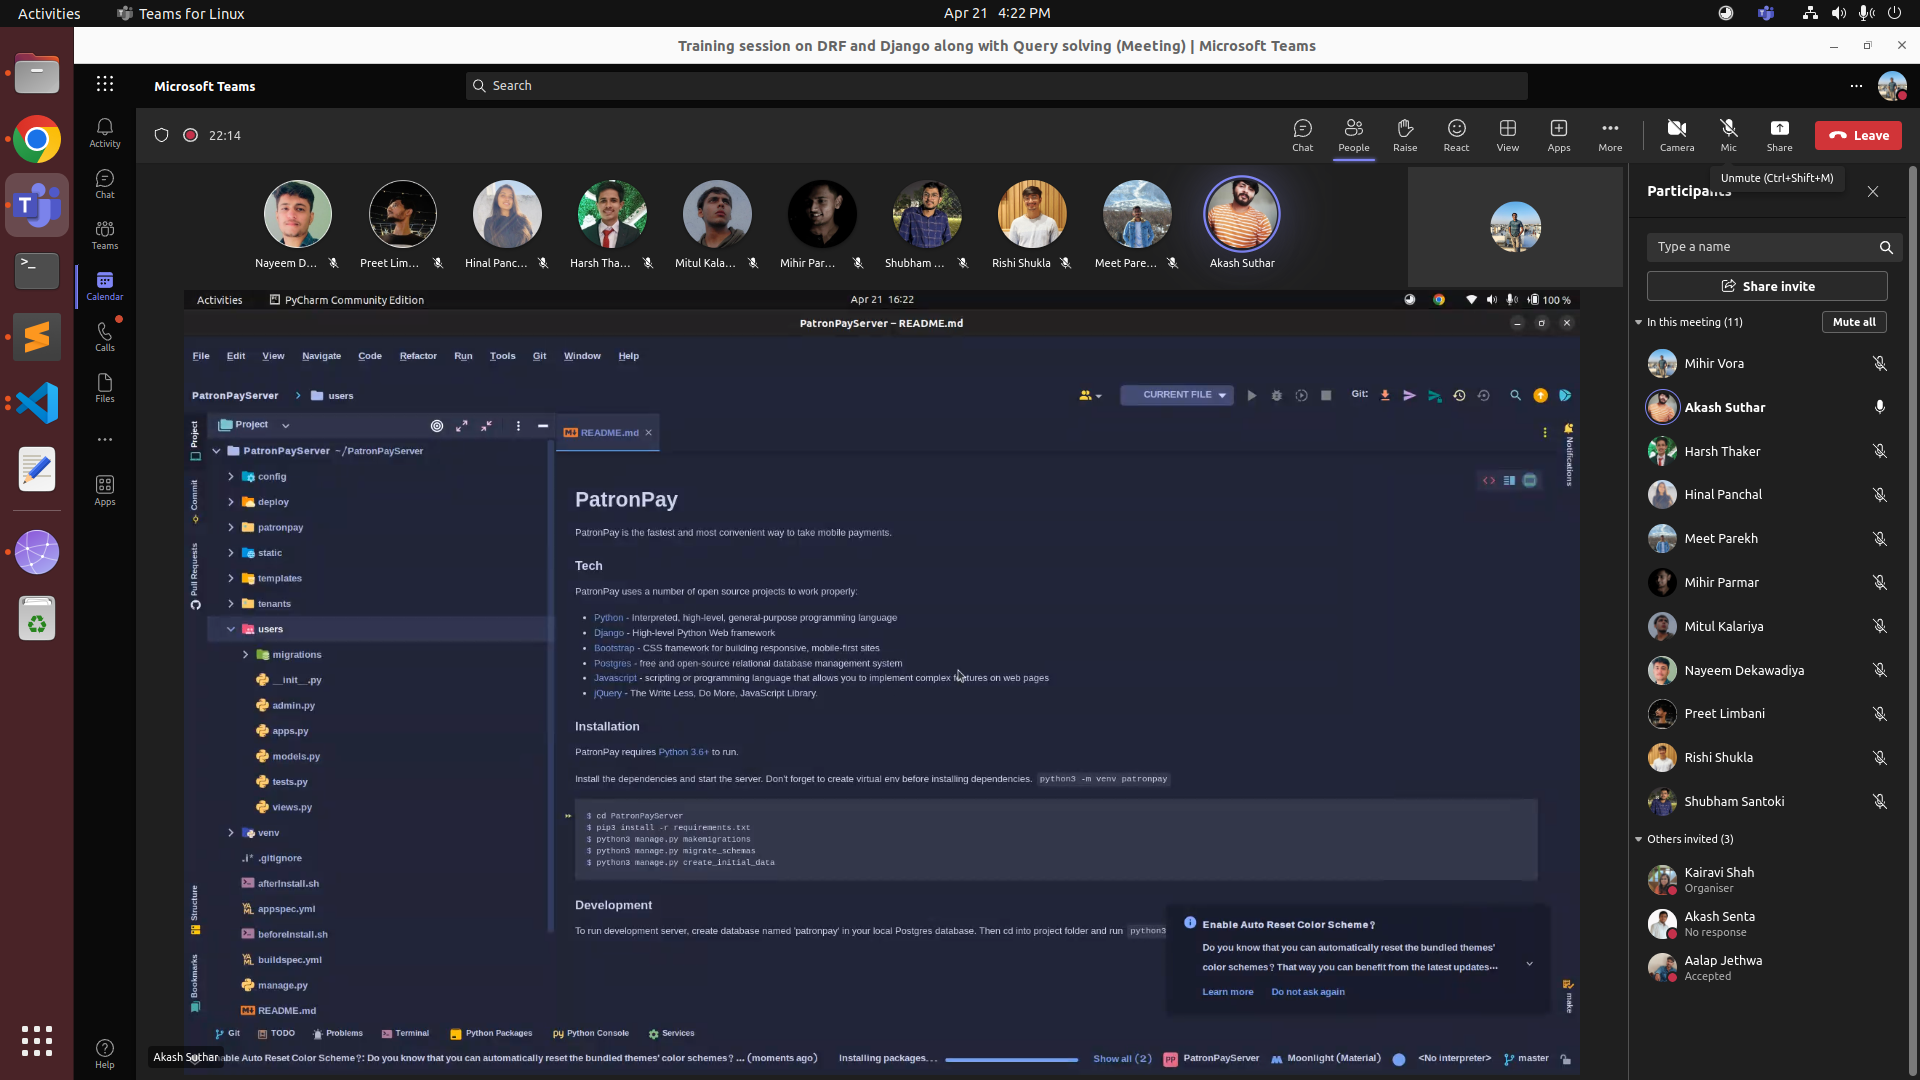 Activities
Teams for Linux
Apr 21 4:22 PM
Training session on DRF and Django along with Query solving (Meeting) | Microsoft Teams
Microsoft Teams
Search
Activity
Chat
Teams
Calendar
Calls
Files
Apps
Help
22:14
Chat
People
Raise
React
View
Apps
More
Camera
Mic
Share
Leave
Unmute (Ctrl+Shift+M)
Nayeem D...
Preet Lim...
Hinal Panc...
Harsh Tha...
Mitul Kala...
Mihir Par...
Shubham ...
Rishi Shukla
Meet Pare...
Akash Suthar
Activities
PyCharm Community Edition
Apr 21 16:22
100 %
PatronPayServer – README.md
File Edit View Navigate Code Refactor Run Tools Git Window Help
PatronPayServer
users
CURRENT FILE
Git:
Project
Commit
Pull Requests
Structure
Bookmarks
Project
PatronPayServer ~/PatronPayServer
config
deploy
patronpay
static
templates
tenants
users
migrations
__init__.py
admin.py
apps.py
models.py
tests.py
views.py
venv
.gitignore
afterInstall.sh
appspec.yml
beforeInstall.sh
buildspec.yml
manage.py
README.md
README.md
Notifications
make
PatronPay
PatronPay is the fastest and most convenient way to take mobile payments.
Tech
PatronPay uses a number of open source projects to work properly:
Python - Interpreted, high-level, general-purpose programming language
Django - High-level Python Web framework
Bootstrap - CSS framework for building responsive, mobile-first sites
Postgres - free and open-source relational database management system
Javascript - scripting or programming language that allows you to implement complex features on web pages
jQuery - The Write Less, Do More, JavaScript Library.
Installation
PatronPay requires Python 3.6+ to run.
Install the dependencies and start the server. Don't forget to create virtual env before installing dependencies. python3 -m venv patronpay
$ cd PatronPayServer
$ pip3 install -r requirements.txt
$ python3 manage.py makemigrations
$ python3 manage.py migrate_schemas
$ python3 manage.py create_initial_data
Development
To run development server, create database named 'patronpay' in your local Postgres database. Then cd into project folder and run python3
Enable Auto Reset Color Scheme?
Do you know that you can automatically reset the bundled themes'
color schemes? That way you can benefit from the latest updates...
Learn more
Do not ask again
Git
TODO
Problems
Terminal
Python Packages
Python Console
Services
Akash Suthar
Enable Auto Reset Color Scheme?: Do you know that you can automatically reset the bundled themes' color schemes? ... (moments ago)
Installing packages...
Show all (2)
PP
PatronPayServer
Moonlight (Material)
<No interpreter>
master
Participants
Type a name
Share invite
In this meeting (11)
Mute all
Mihir Vora
Akash Suthar
Harsh Thaker
Hinal Panchal
Meet Parekh
Mihir Parmar
Mitul Kalariya
Nayeem Dekawadiya
Preet Limbani
Rishi Shukla
Shubham Santoki
Others invited (3)
Kairavi Shah
Organiser
Akash Senta
No response
Aalap Jethwa
Accepted